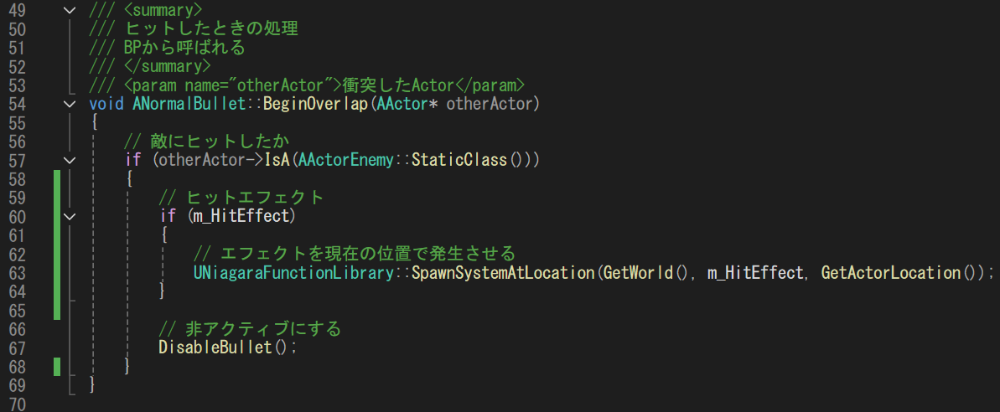 49 /// <summary>
50 /// ヒットしたときの処理
51 /// BPから呼ばれる
52 /// </summary>
53 /// <param name="otherActor">衝突したActor</param>
54 void ANormalBullet::BeginOverlap(AActor* otherActor)
55 {
56 // 敵にヒットしたか
57 if (otherActor->IsA(AActorEnemy::StaticClass()))
58 {
59 // ヒットエフェクト
60 if (m_HitEffect)
61 {
62 // エフェクトを現在の位置で発生させる
63 UNiagaraFunctionLibrary::SpawnSystemAtLocation(GetWorld(), m_HitEffect, GetActorLocation());
64 }
65
66 // 非アクティブにする
67 DisableBullet();
68 }
69 }
70